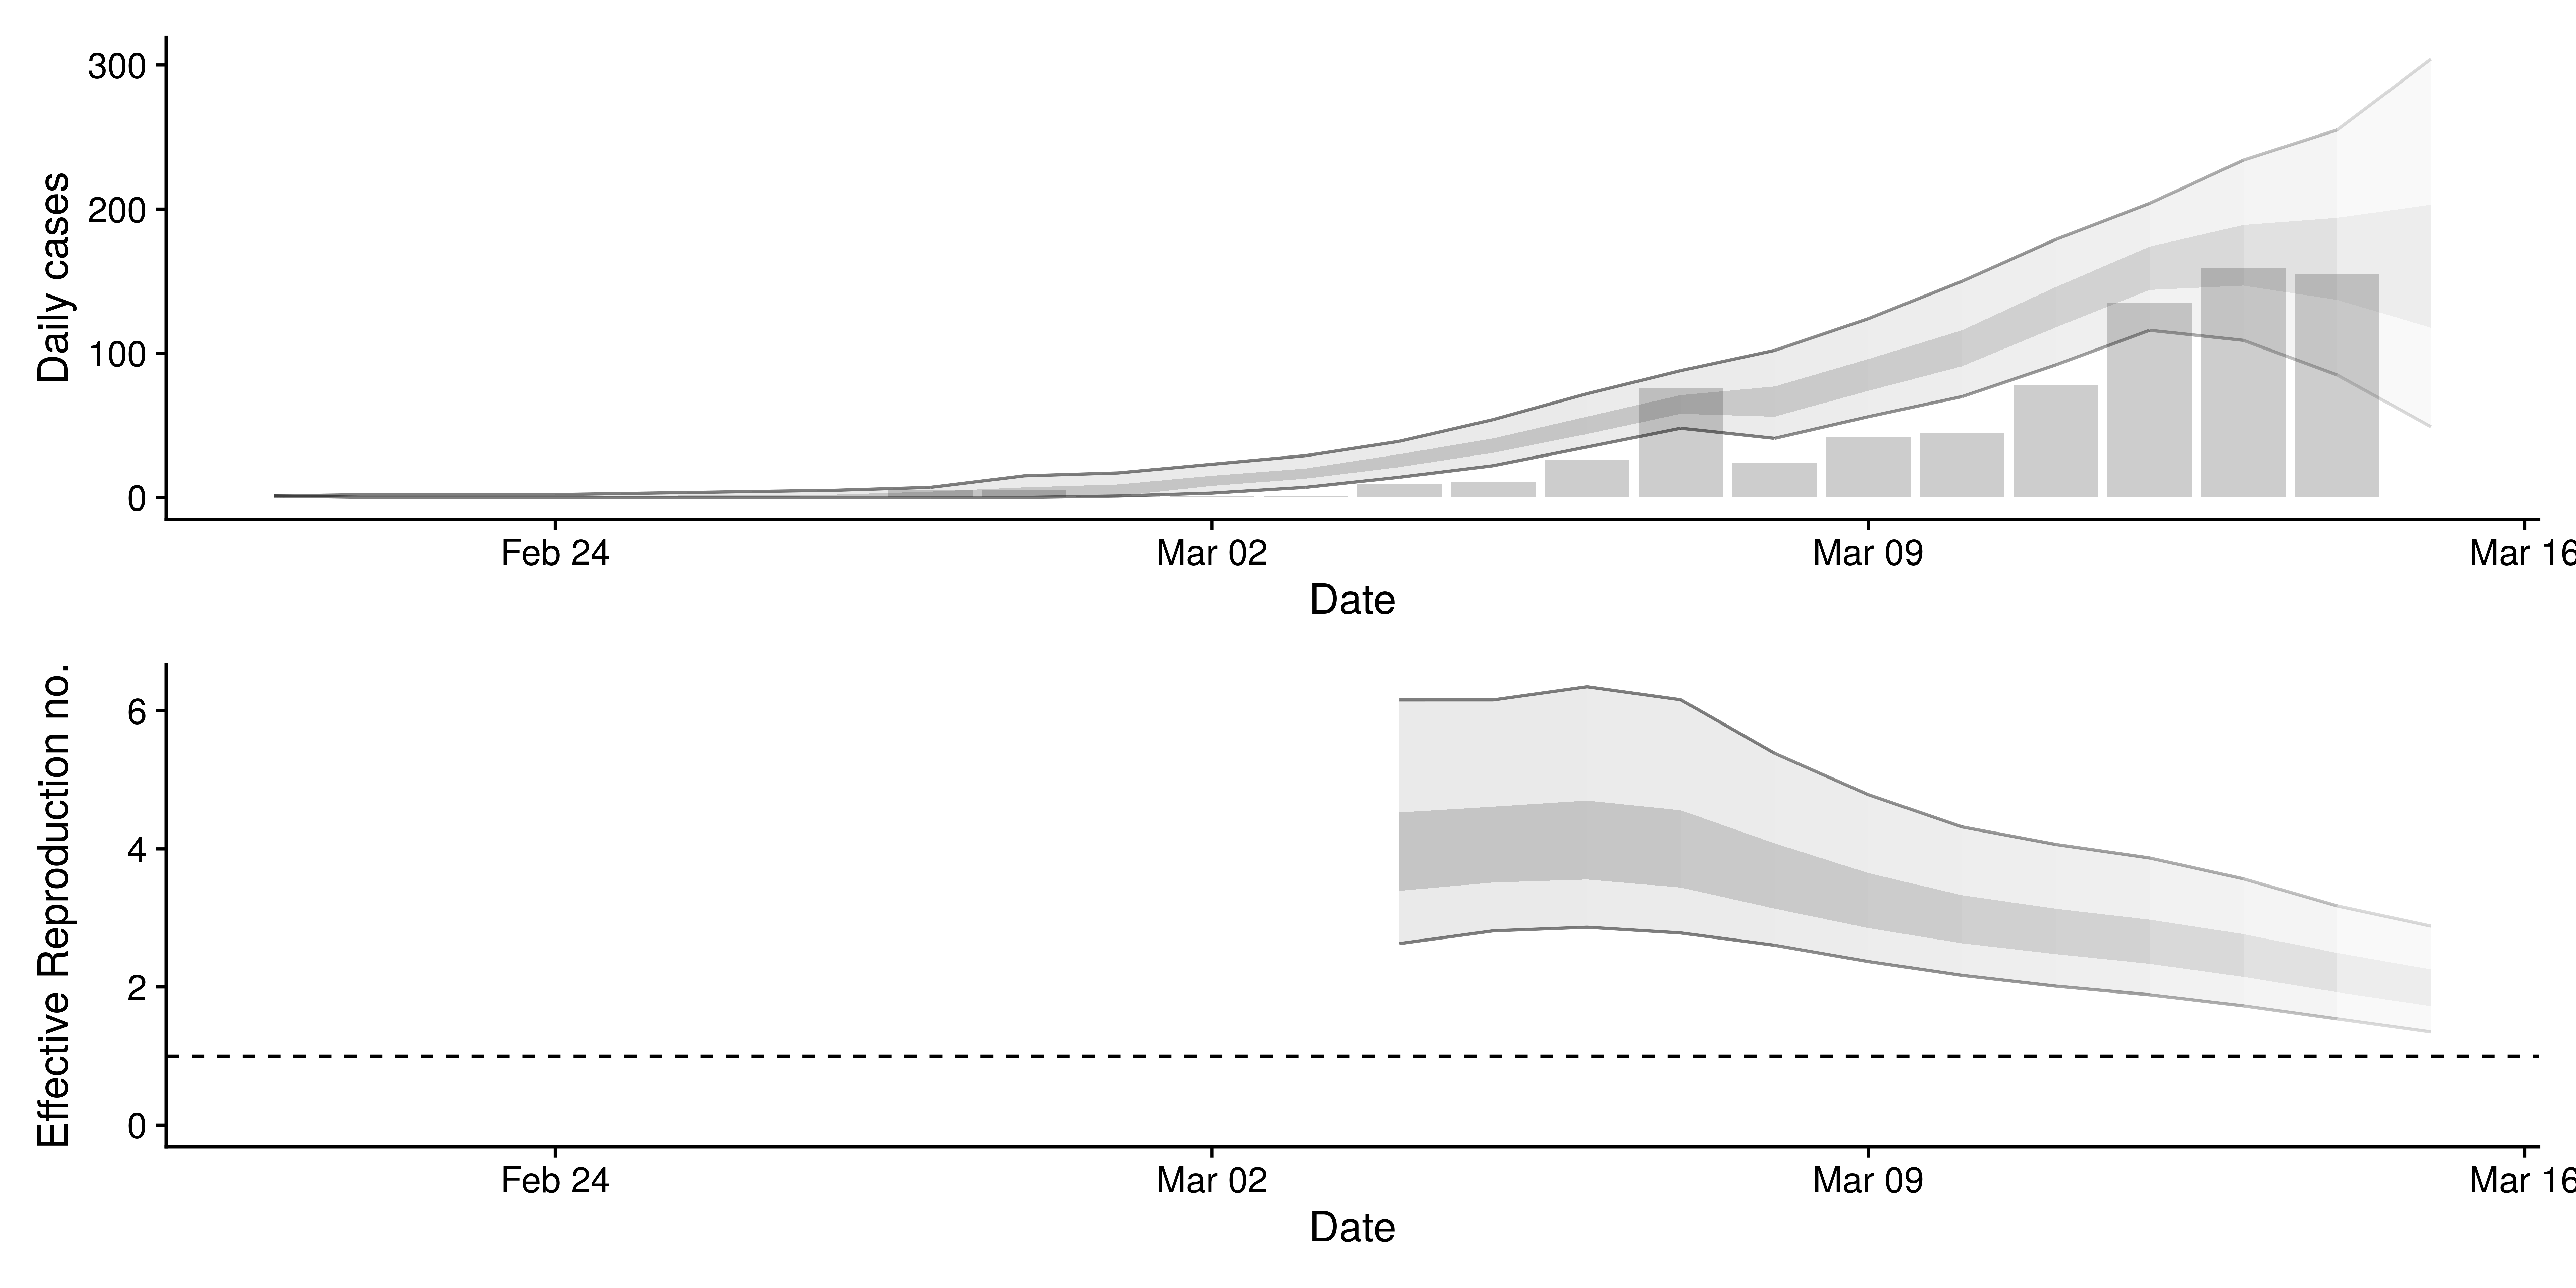 Daily cases
300
200
100
0
Feb 24
Mar 02
Mar 09
Mar 16
Date
Effective Reproduction no.
6
4
2
0
Feb 24
Mar 02
Mar 09
Mar 16
Date